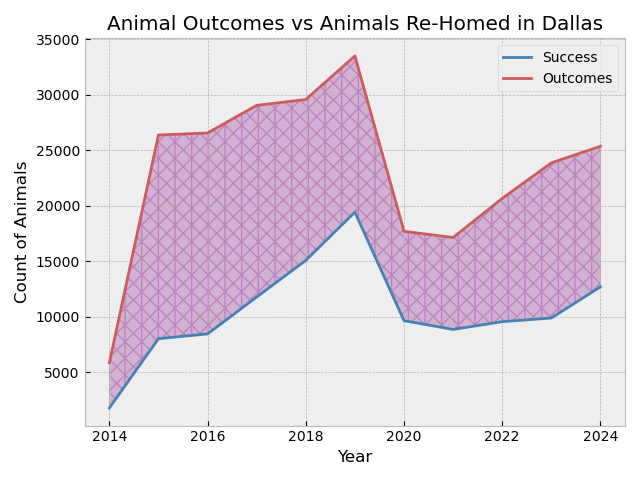 Animal Outcomes vs Animals Re-Homed in Dallas
35000
30000
25000
20000
15000
10000
5000
Count of Animals
Success
Outcomes
2014 2016 2018 2020 2022 2024
Year